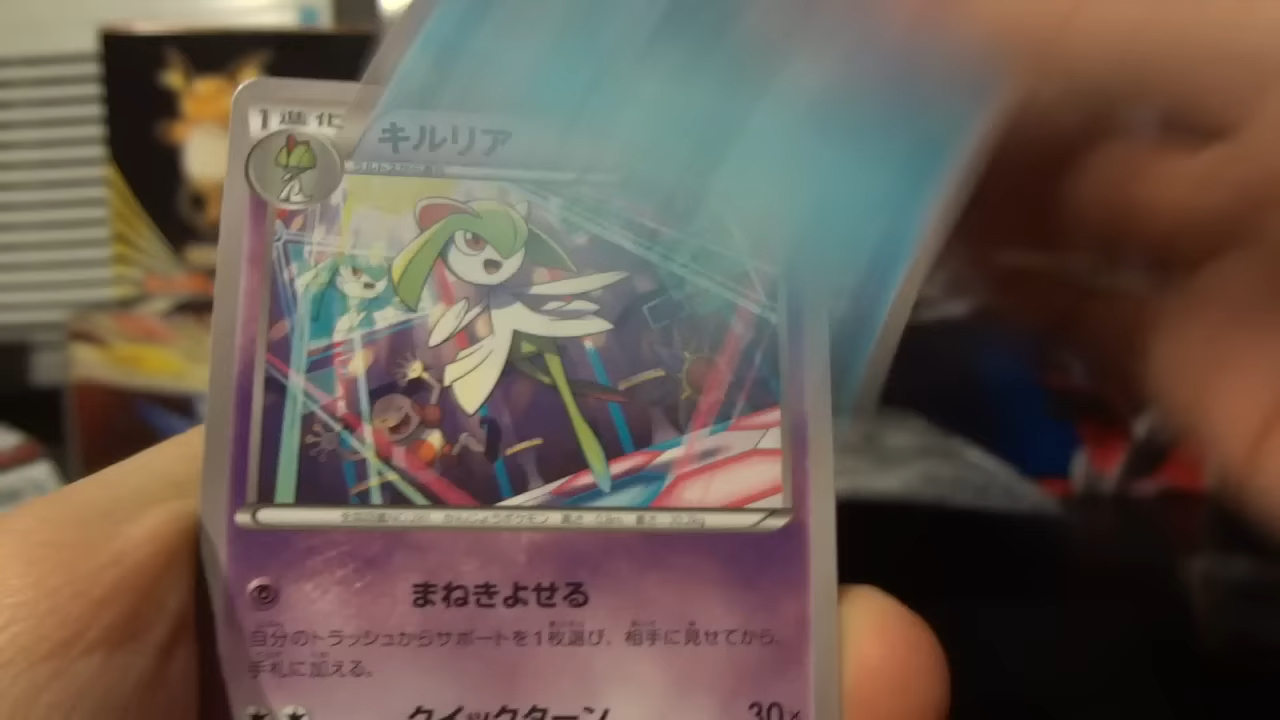 1進化
キルリア
まねきよせる
自分のトラッシュからサポートを1枚選び、相手に見せてから、
手札に加える。
クイックターン 30×